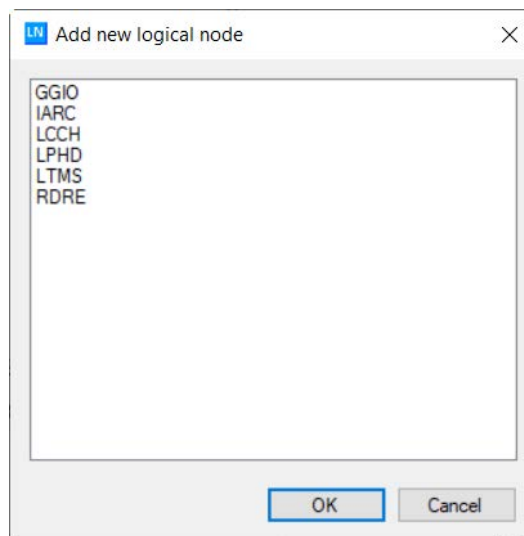 LN Add new logical node
GGIO
IARC
LCCH
LPHD
LTMS
RDRE
OK Cancel